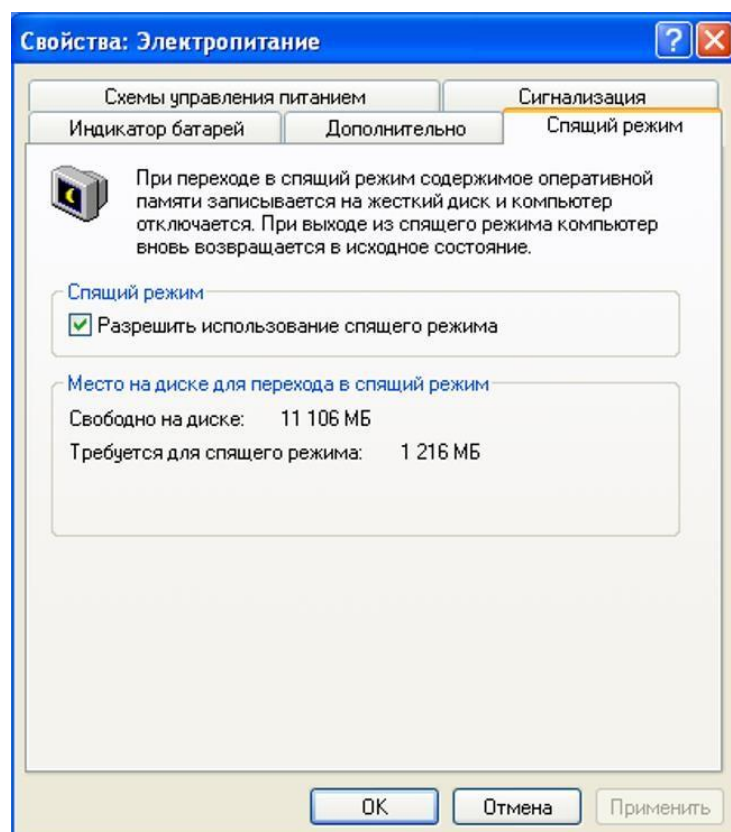 Свойства: Электропитание
Схемы управления питанием
Сигнализация
Индикатор батарей
Дополнительно
Спящий режим
При переходе в спящий режим содержимое оперативной
памяти записывается на жесткий диск и компьютер
отключается. При выходе из спящего режима компьютер
вновь возвращается в исходное состояние.
Спящий режим
Разрешить использование спящего режима
Место на диске для перехода в спящий режим
Свободно на диске: 11 106 МБ
Требуется для спящего режима: 1 216 МБ
ОК
Отмена
Применить